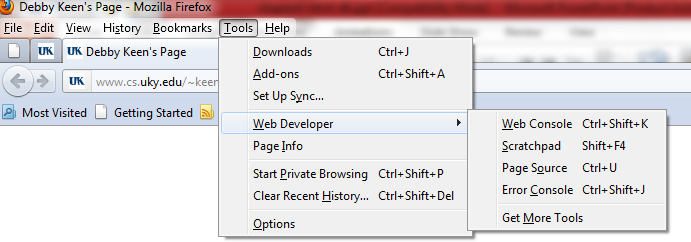 Debby Keen's Page - Mozilla Firefox
File Edit View History Bookmarks Tools Help
UK UK Debby Keen's Page
UK www.cs.uky.edu/~keen
Most Visited Getting Started
Downloads Ctrl+J
Add-ons Ctrl+Shift+A
Set Up Sync...
Web Developer
Page Info
Start Private Browsing Ctrl+Shift+P
Clear Recent History... Ctrl+Shift+Del
Options
Web Console Ctrl+Shift+K
Scratchpad Shift+F4
Page Source Ctrl+U
Error Console Ctrl+Shift+J
Get More Tools